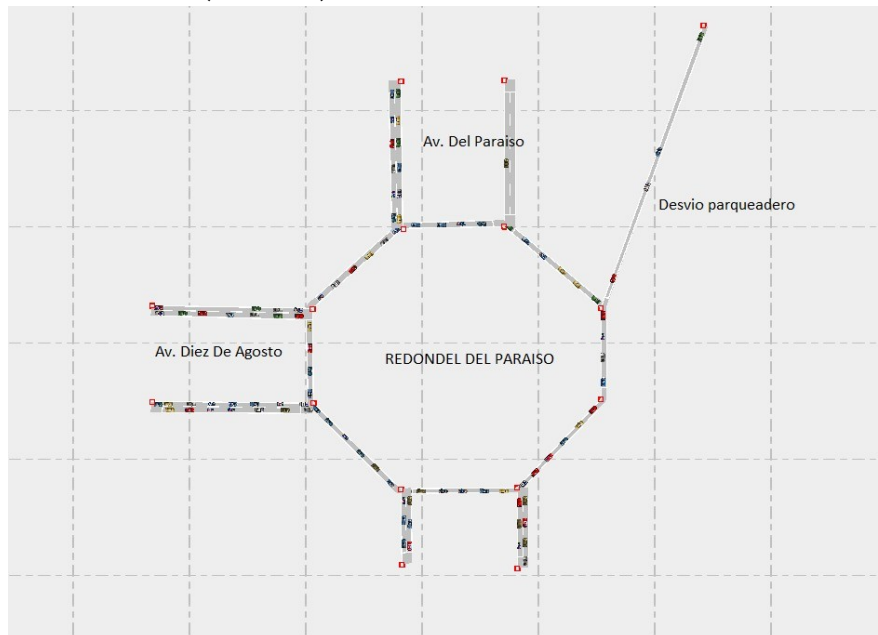 Av. Del Paraiso
Desvio parqueadero
Av. Diez De Agosto
REDONDEL DEL PARAISO